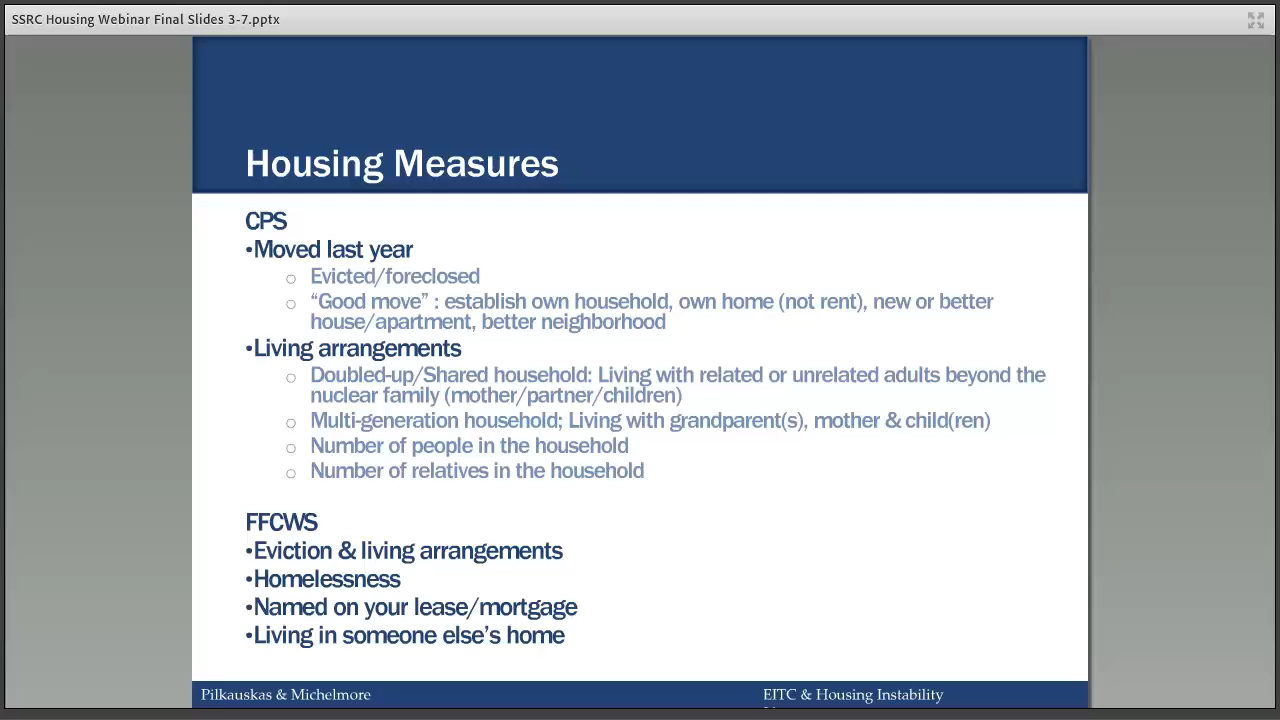 SSRC Housing Webinar Final Slides 3-7.pptx
Housing Measures
CPS
•Moved last year
○ Evicted/foreclosed
○ “Good move” : establish own household, own home (not rent), new or better
house/apartment, better neighborhood
•Living arrangements
○ Doubled-up/Shared household: Living with related or unrelated adults beyond the
nuclear family (mother/partner/children)
○ Multi-generation household; Living with grandparent(s), mother & child(ren)
○ Number of people in the household
○ Number of relatives in the household
FFCWS
•Eviction & living arrangements
•Homelessness
•Named on your lease/mortgage
•Living in someone else’s home
Pilkauskas & Michelmore
EITC & Housing Instability